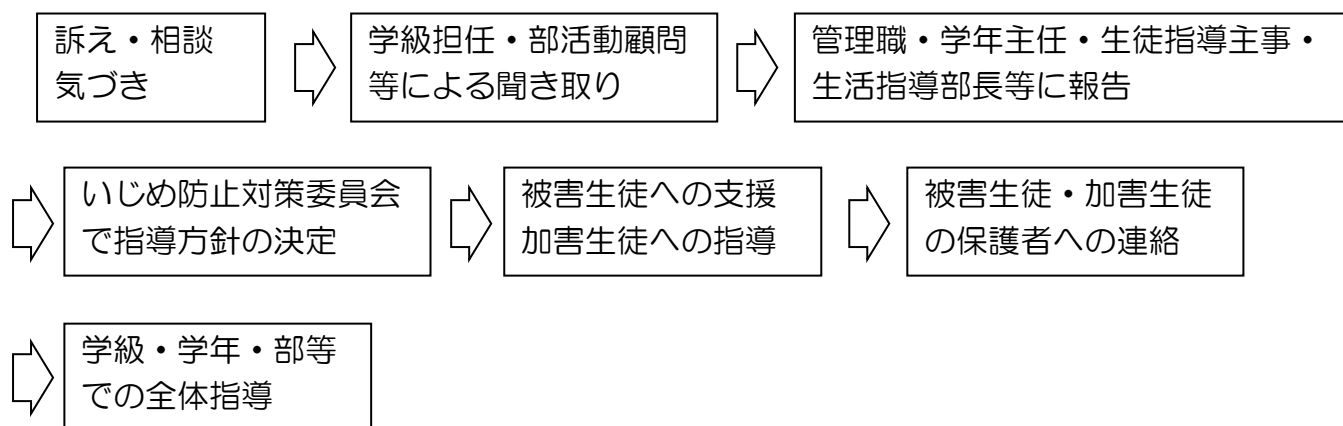 訴え・相談
気づき
学級担任・部活動顧問
等による聞き取り
管理職・学年主任・生徒指導主事・
生活指導部長等に報告
いじめ防止対策委員会
で指導方針の決定
被害生徒への支援
加害生徒への指導
被害生徒・加害生徒
の保護者への連絡
学級・学年・部等
での全体指導